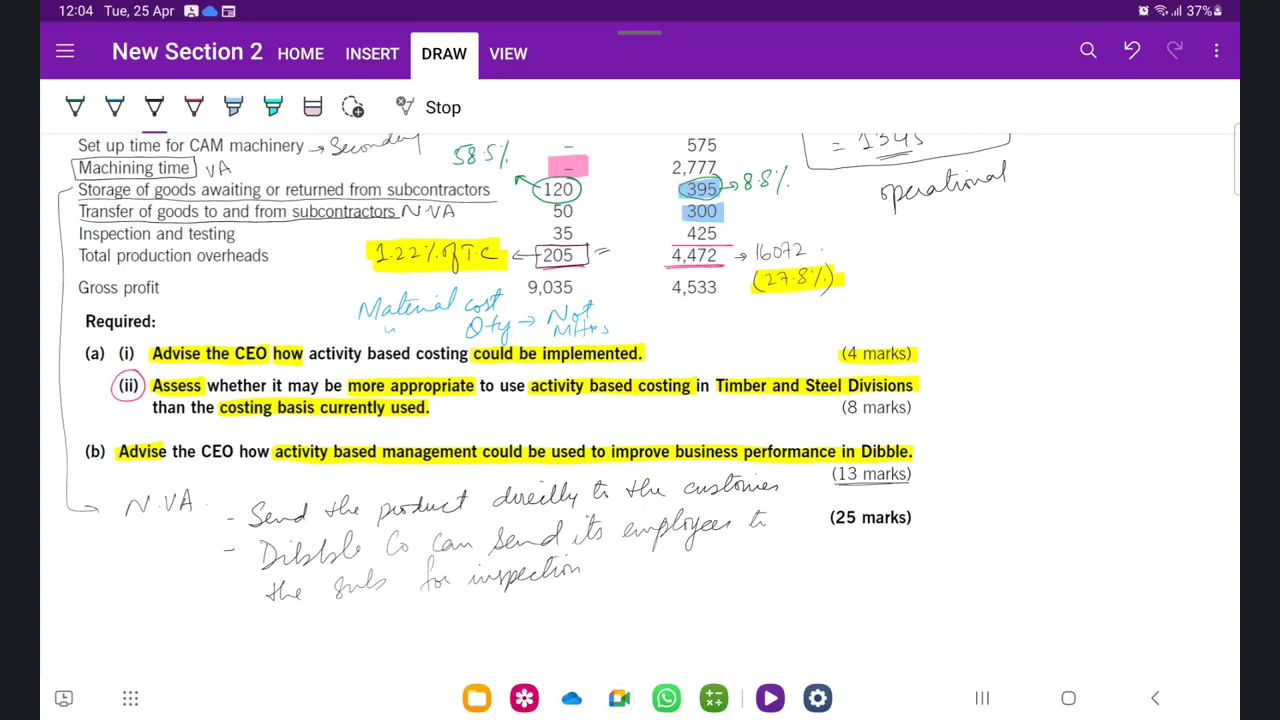 12:04 Tue, 25 Apr 37%
New Section 2 HOME INSERT DRAW VIEW
Stop
Set up time for CAM machinery → Secondary – 575 = 1345
58.5%
Machining time VA – 2,777
Storage of goods awaiting or returned from subcontractors 120 395 → 8.8% operational
Transfer of goods to and from subcontractors N.VA 50 300
Inspection and testing 35 425
Total production overheads 1.22% of T.C ← 205 = 4,472 → 16072
(27.8%)
Gross profit 9,035 4,533
Material cost
Required: Qty → Not
(a) (i) Advise the CEO how activity based costing could be implemented. (4 marks)
(ii) Assess whether it may be more appropriate to use activity based costing in Timber and Steel Divisions
than the costing basis currently used. (8 marks)
(b) Advise the CEO how activity based management could be used to improve business performance in Dibble.
(13 marks)
N.VA - Send the product directly to the customers
(25 marks)
- Dibble Co can send its employees to
the subs. for inspection